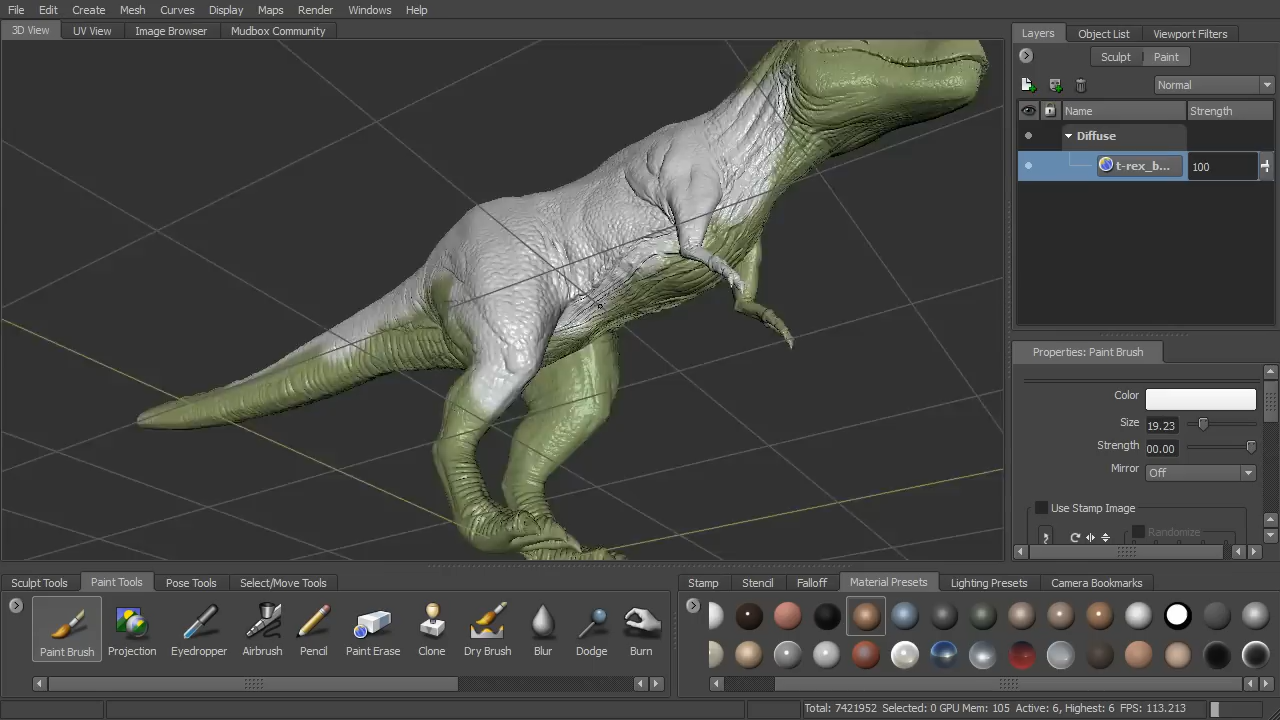 File Edit Create Mesh Curves Display Maps Render Windows Help
3D View UV View Image Browser Mudbox Community
Layers Object List Viewport Filters
Sculpt Paint
Normal
Name Strength
Diffuse
t-rex_b... 100
Properties: Paint Brush
Color
Size 19.23
Strength 00.00
Mirror Off
Use Stamp Image
Randomize
Sculpt Tools Paint Tools Pose Tools Select/Move Tools
Paint Brush Projection Eyedropper Airbrush Pencil Paint Erase Clone Dry Brush Blur Dodge Burn
Stamp Stencil Falloff Material Presets Lighting Presets Camera Bookmarks
Total: 7421952 Selected: 0 GPU Mem: 105 Active: 6, Highest: 6 FPS: 113.213